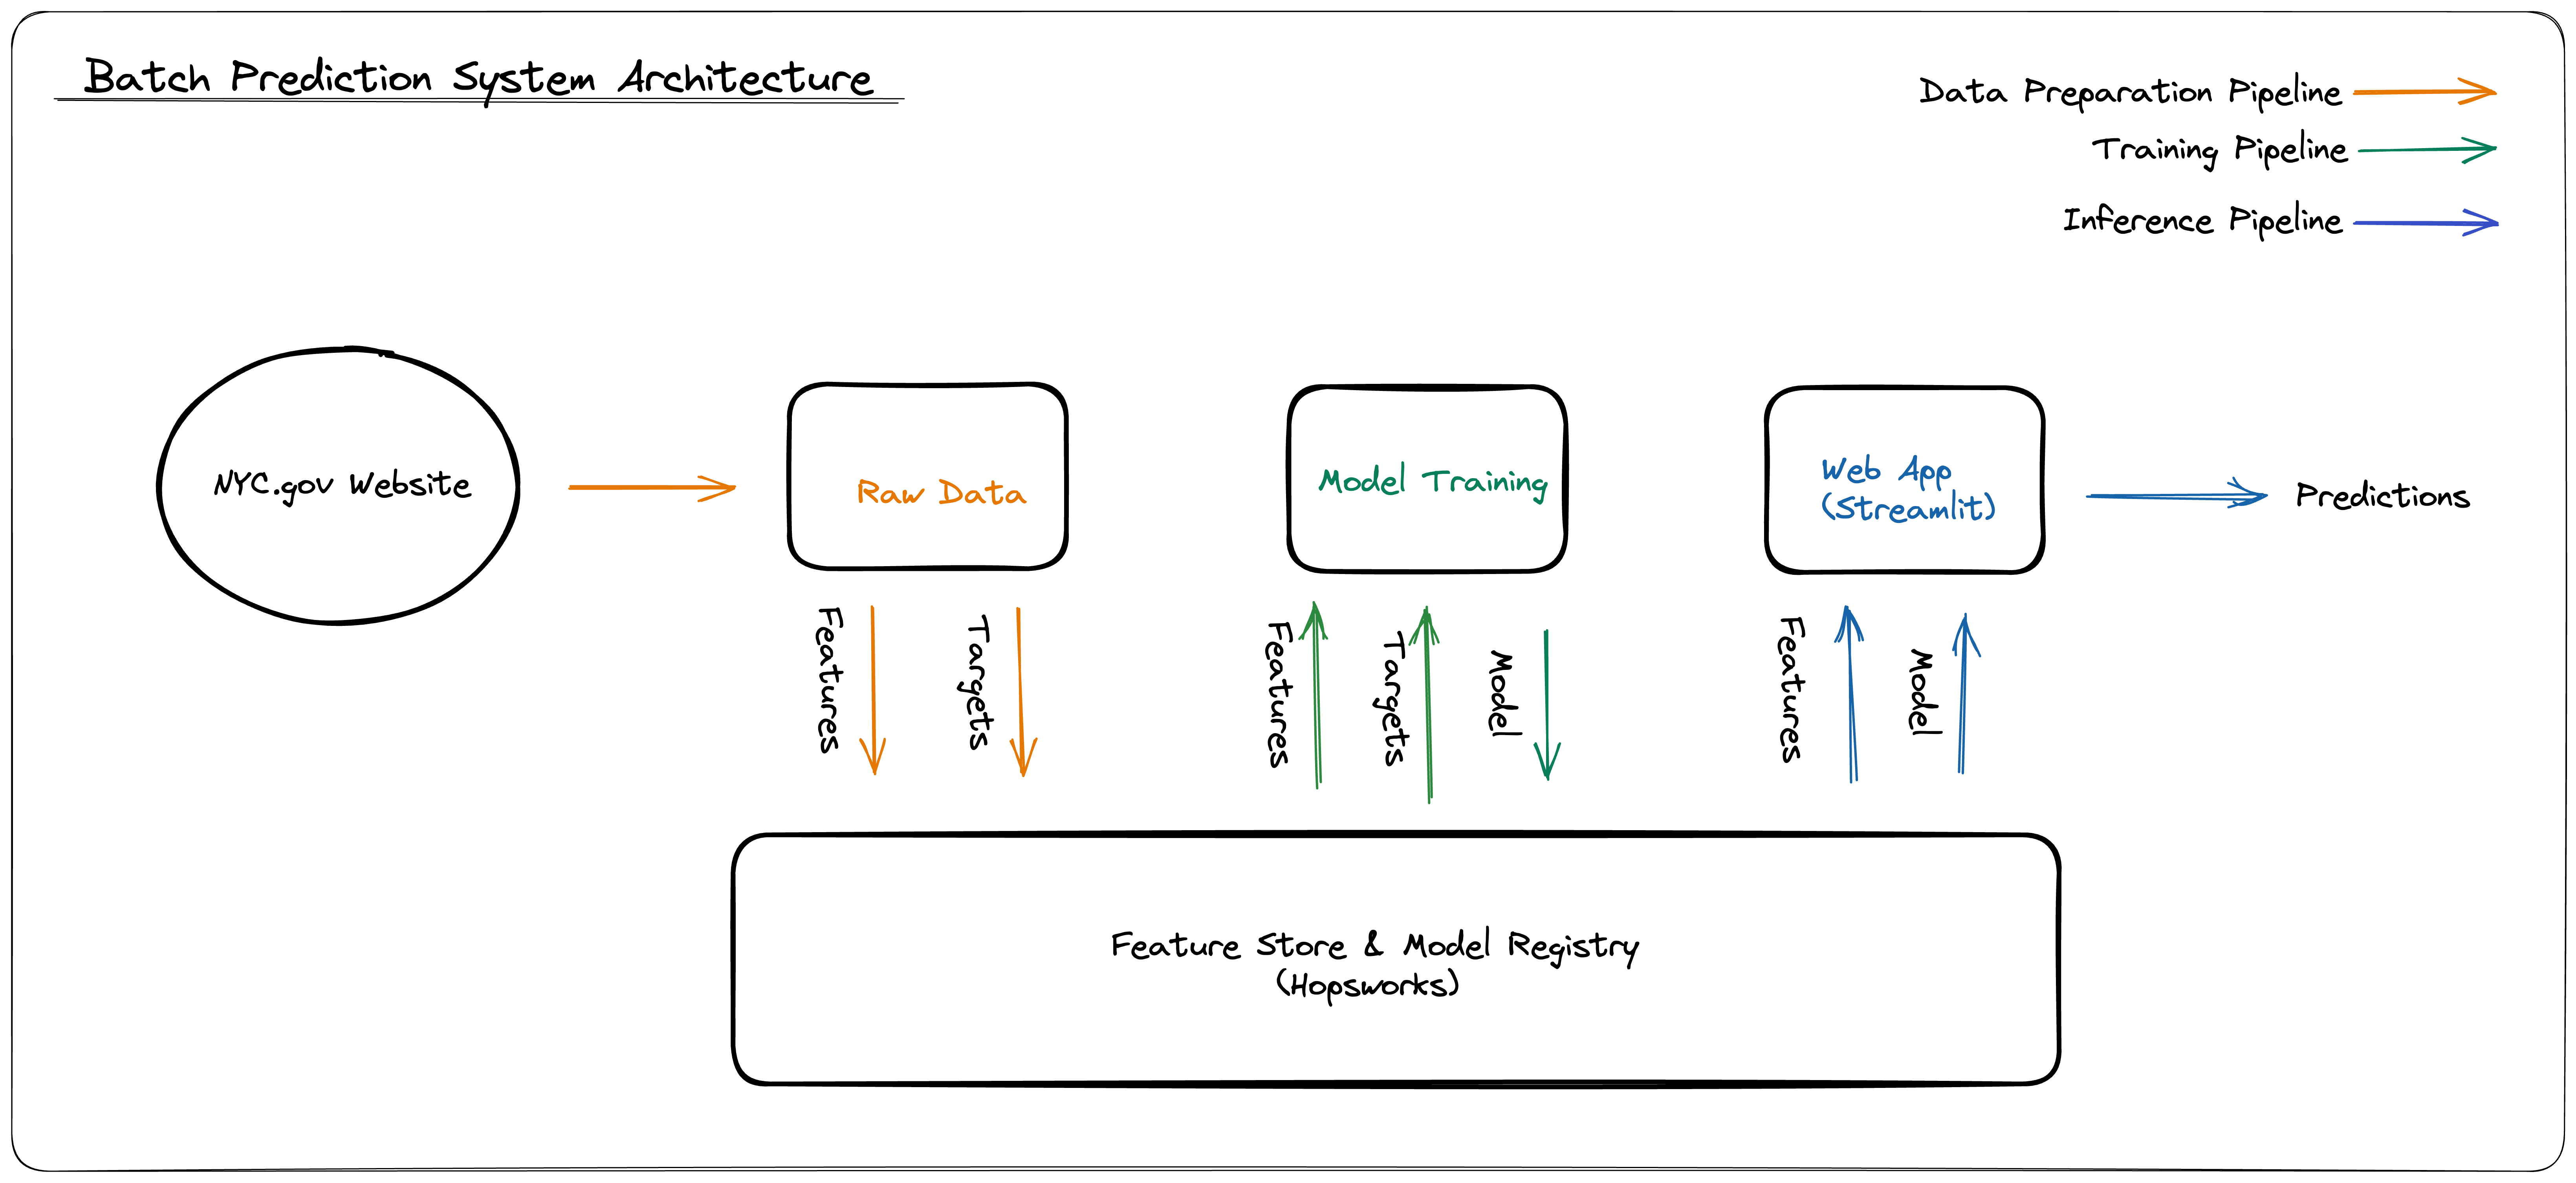 Batch Prediction System Architecture
Data Preparation Pipeline
Training Pipeline
Inference Pipeline
NYC.gov Website
Raw Data
Model Training
Web App
(Streamlit)
Predictions
Features
Targets
Features
Targets
Model
Features
Model
Feature Store & Model Registry
(Hopsworks)